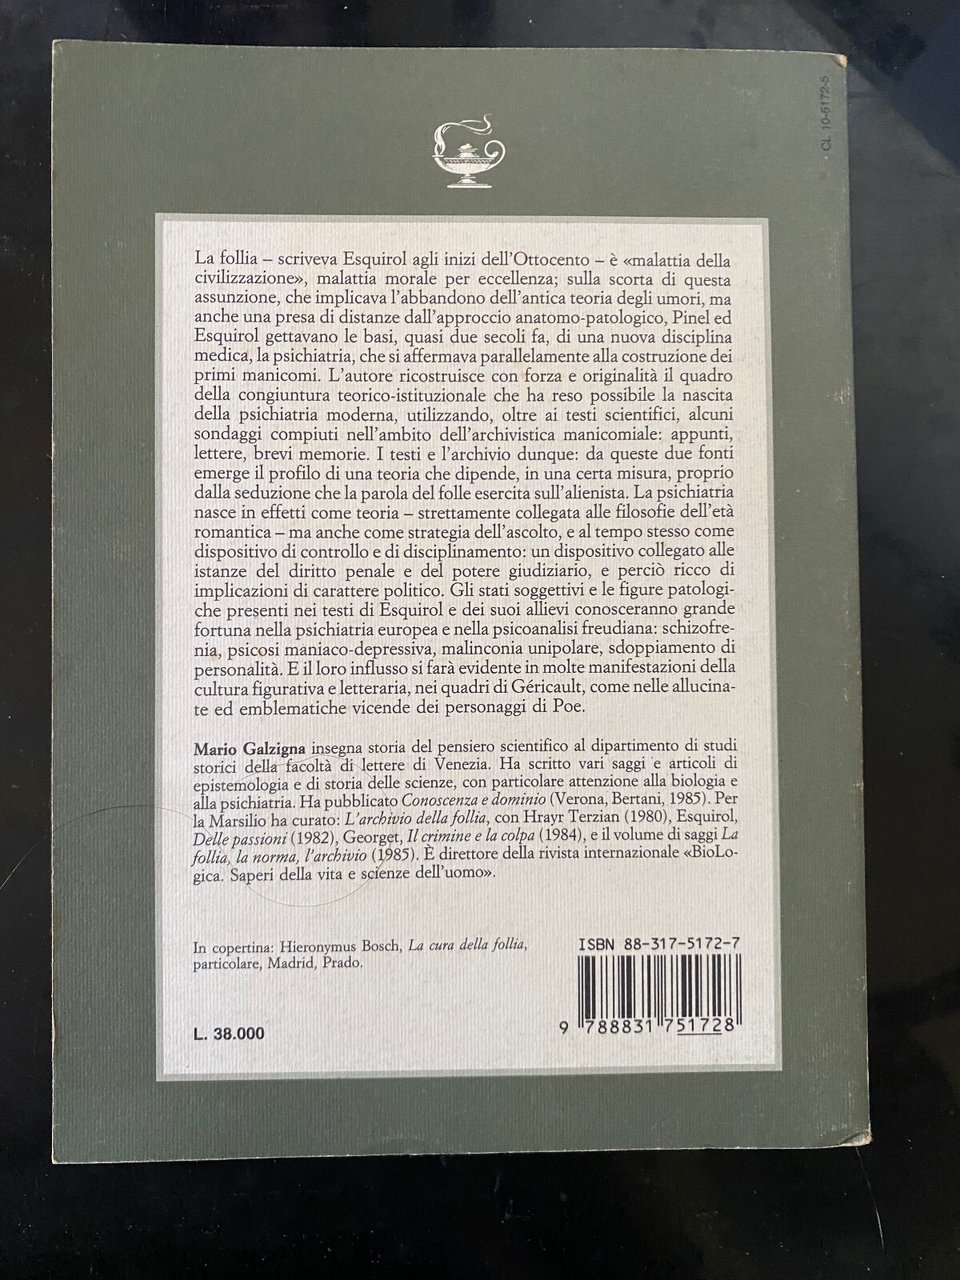 CL 10-5172-5
La follia – scriveva Esquirol agli inizi dell'Ottocento – è «malattia della
civilizzazione», malattia morale per eccellenza; sulla scorta di questa
assunzione, che implicava l'abbandono dell'antica teoria degli umori, ma
anche una presa di distanze dall'approccio anatomo-patologico, Pinel ed
Esquirol gettavano le basi, quasi due secoli fa, di una nuova disciplina
medica, la psichiatria, che si affermava parallelamente alla costruzione dei
primi manicomi. L'autore ricostruisce con forza e originalità il quadro
della congiuntura teorico-istituzionale che ha reso possibile la nascita
della psichiatria moderna, utilizzando, oltre ai testi scientifici, alcuni
sondaggi compiuti nell'ambito dell'archivistica manicomiale: appunti,
lettere, brevi memorie. I testi e l'archivio dunque: da queste due fonti
emerge il profilo di una teoria che dipende, in una certa misura, proprio
dalla seduzione che la parola del folle esercita sull'alienista. La psichiatria
nasce in effetti come teoria – strettamente collegata alle filosofie dell'età
romantica – ma anche come strategia dell'ascolto, e al tempo stesso come
dispositivo di controllo e di disciplinamento: un dispositivo collegato alle
istanze del diritto penale e del potere giudiziario, e perciò ricco di
implicazioni di carattere politico. Gli stati soggettivi e le figure patologi-
che presenti nei testi di Esquirol e dei suoi allievi conosceranno grande
fortuna nella psichiatria europea e nella psicoanalisi freudiana: schizofre-
nia, psicosi maniaco-depressiva, malinconia unipolare, sdoppiamento di
personalità. E il loro influsso si farà evidente in molte manifestazioni della
cultura figurativa e letteraria, nei quadri di Géricault, come nelle allucina-
te ed emblematiche vicende dei personaggi di Poe.
Mario Galzigna insegna storia del pensiero scientifico al dipartimento di studi
storici della facoltà di lettere di Venezia. Ha scritto vari saggi e articoli di
epistemologia e di storia delle scienze, con particolare attenzione alla biologia e
alla psichiatria. Ha pubblicato Conoscenza e dominio (Verona, Bertani, 1985). Per
la Marsilio ha curato: L'archivio della follia, con Hrayr Terzian (1980), Esquirol,
Delle passioni (1982), Georget, Il crimine e la colpa (1984), e il volume di saggi La
follia, la norma, l'archivio (1985). È direttore della rivista internazionale «BioLo-
gica. Saperi della vita e scienze dell'uomo».
In copertina: Hieronymus Bosch, La cura della follia,
particolare, Madrid, Prado.
L. 38.000
ISBN 88-317-5172-7
9 788831 751728